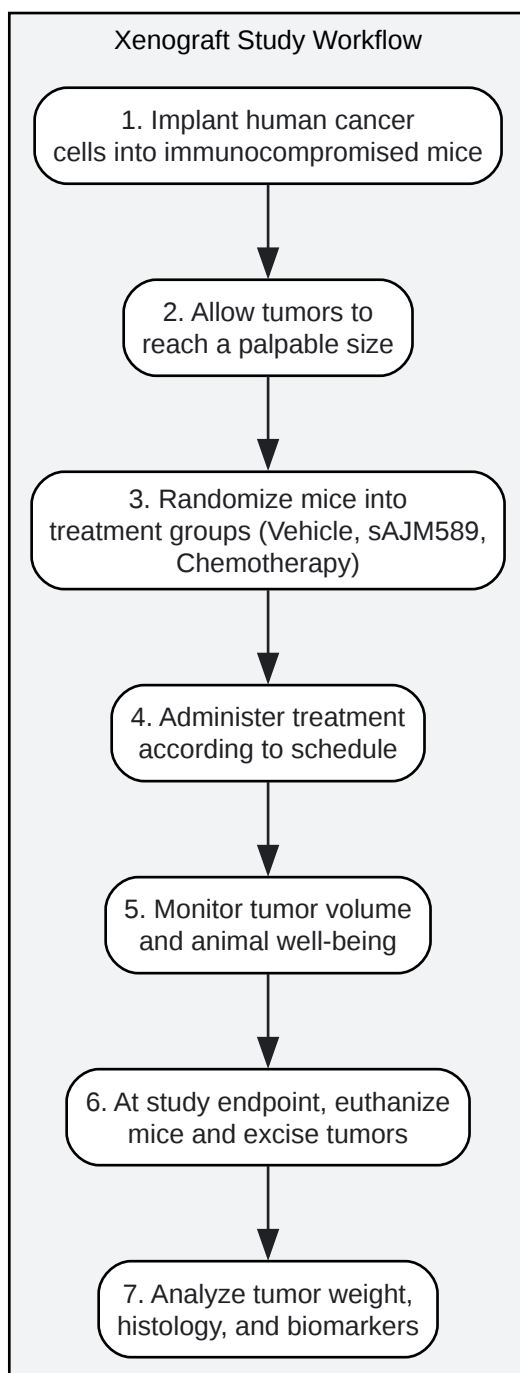 Xenograft Study Workflow
1. Implant human cancer
cells into immunocompromised mice
2. Allow tumors to
reach a palpable size
3. Randomize mice into
treatment groups (Vehicle, sAJM589,
Chemotherapy)
4. Administer treatment
according to schedule
5. Monitor tumor volume
and animal well-being
6. At study endpoint, euthanize
mice and excise tumors
7. Analyze tumor weight,
histology, and biomarkers